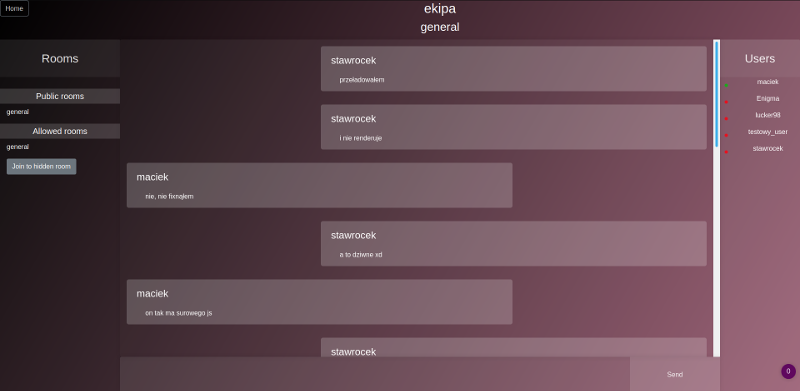 Home
ekipa
general
Rooms
Public rooms
general
Allowed rooms
general
Join to hidden room
stawrocek
przeładowałem
stawrocek
i nie renderuje
maciek
nie, nie fixnąłem
stawrocek
a to dziwne xd
maciek
on tak ma surowego js
stawrocek
Send
Users
maciek
Enigma
lucker98
testowy_user
stawrocek
0